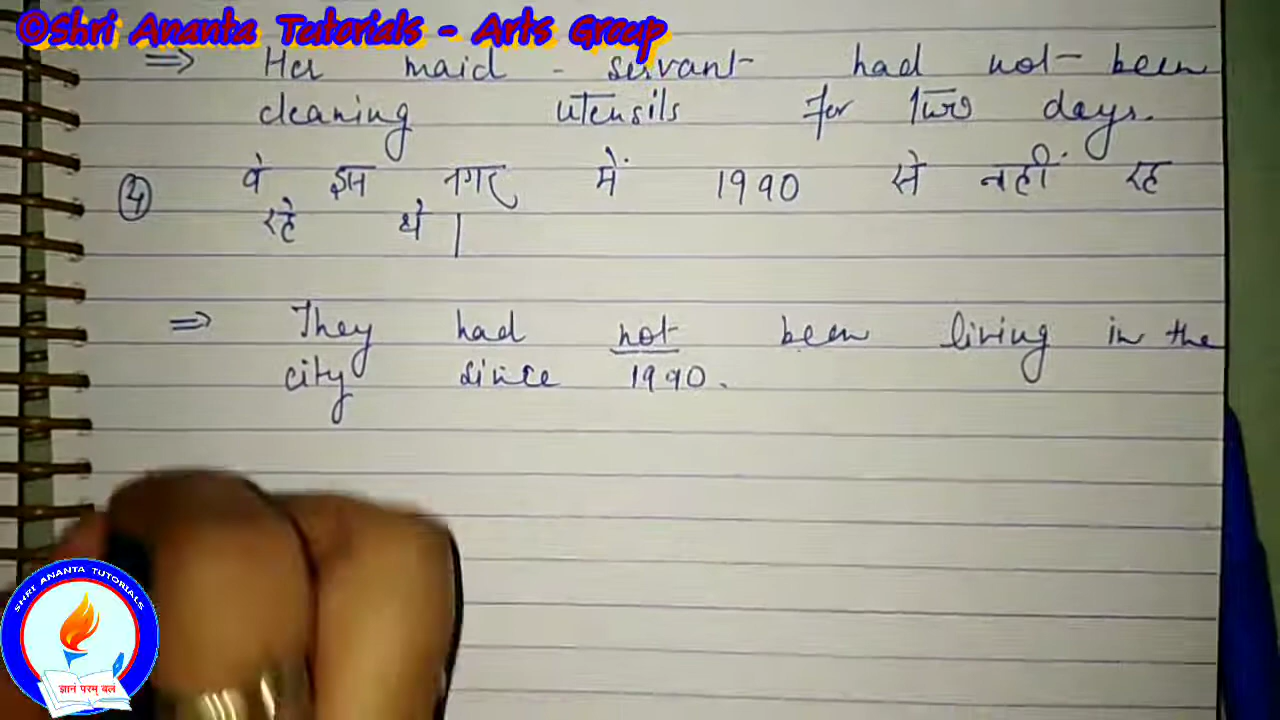 ©Shri Ananta Tutorials - Arts Group
⇒ Her maid - servant had not been
cleaning utensils for two days.
④ वे इस नगर में 1990 से नहीं रह
रहे थे |
⇒ They had not been living in the
city since 1990.
SHRI ANANTA TUTORIALS
ज्ञानं परमं बलं